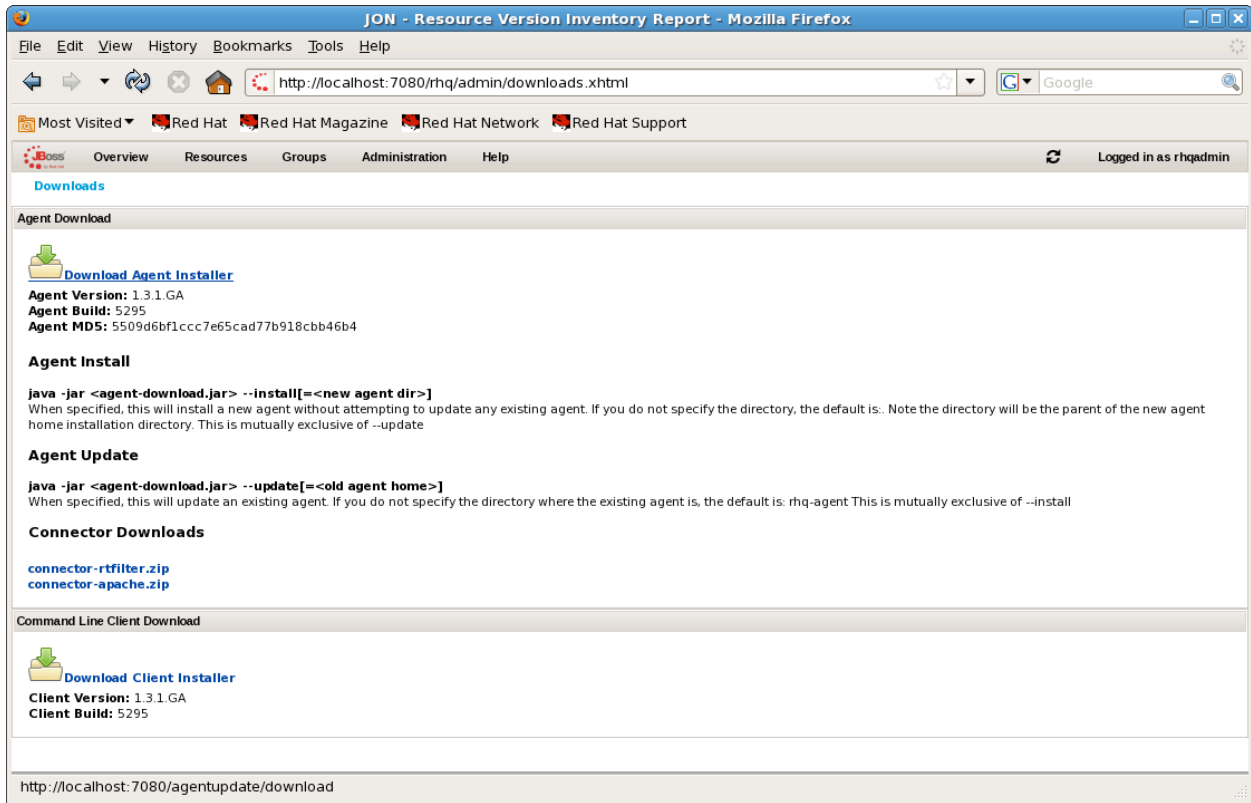 JON - Resource Version Inventory Report - Mozilla Firefox
File Edit View History Bookmarks Tools Help
http://localhost:7080/rhq/admin/downloads.xhtml
G
Google
Most Visited Red Hat Red Hat Magazine Red Hat Network Red Hat Support
JBoss by Red Hat Overview Resources Groups Administration Help Logged in as rhqadmin
Downloads
Agent Download
Download Agent Installer
Agent Version: 1.3.1.GA
Agent Build: 5295
Agent MD5: 5509d6bf1ccc7e65cad77b918cbb46b4
Agent Install
java -jar <agent-download.jar> --install[=<new agent dir>]
When specified, this will install a new agent without attempting to update any existing agent. If you do not specify the directory, the default is:. Note the directory will be the parent of the new agent
home installation directory. This is mutually exclusive of --update
Agent Update
java -jar <agent-download.jar> --update[=<old agent home>]
When specified, this will update an existing agent. If you do not specify the directory where the existing agent is, the default is: rhq-agent This is mutually exclusive of --install
Connector Downloads
connector-rtfilter.zip
connector-apache.zip
Command Line Client Download
Download Client Installer
Client Version: 1.3.1.GA
Client Build: 5295
http://localhost:7080/agentupdate/download